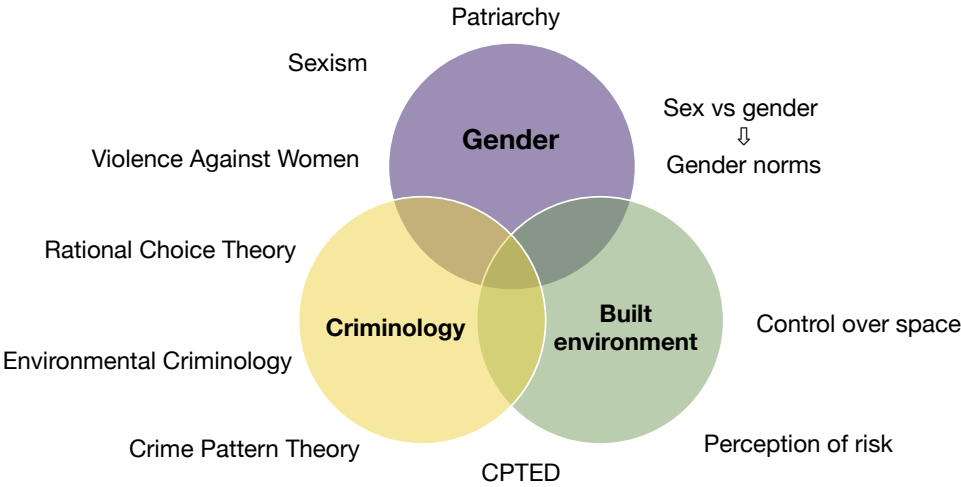 Patriarchy
Sexism
Sex vs gender
⇩
Gender norms
Gender
Violence Against Women
Rational Choice Theory
Criminology
Built
environment
Control over space
Environmental Criminology
Crime Pattern Theory
Perception of risk
CPTED